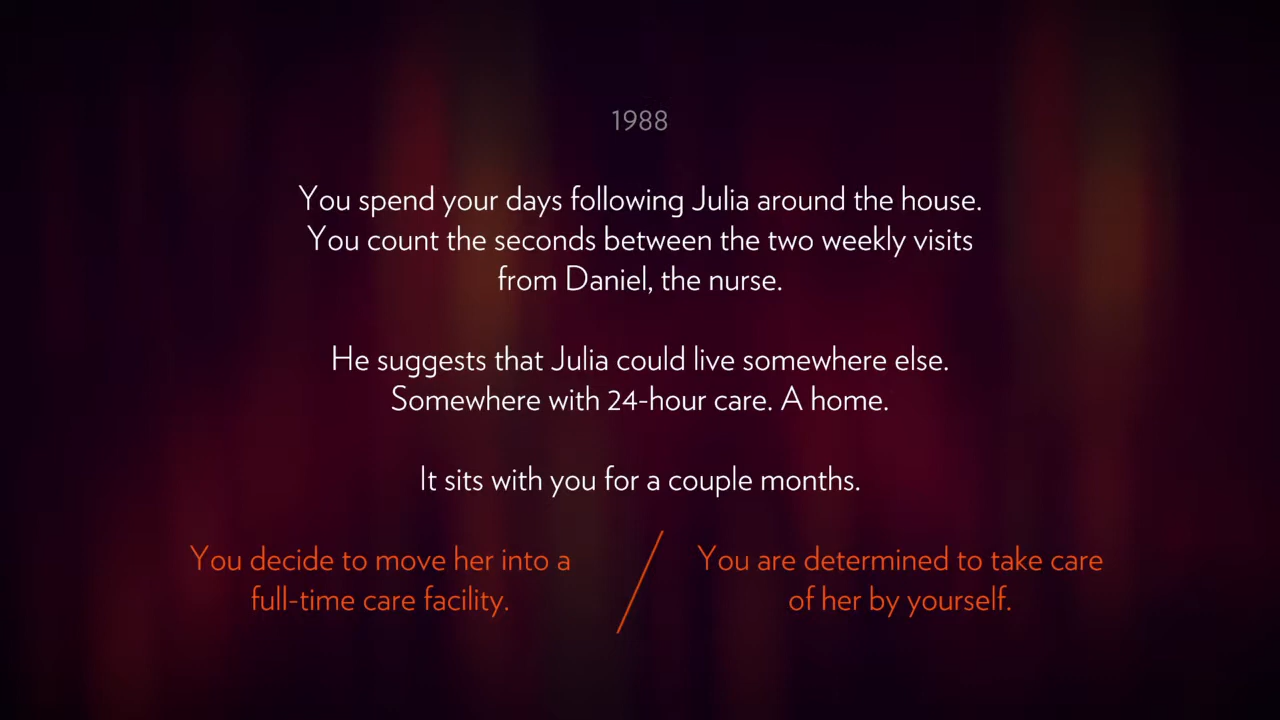 1988
You spend your days following Julia around the house.
You count the seconds between the two weekly visits
from Daniel, the nurse.
He suggests that Julia could live somewhere else.
Somewhere with 24-hour care. A home.
It sits with you for a couple months.
You decide to move her into a
full-time care facility.
/
You are determined to take care
of her by yourself.